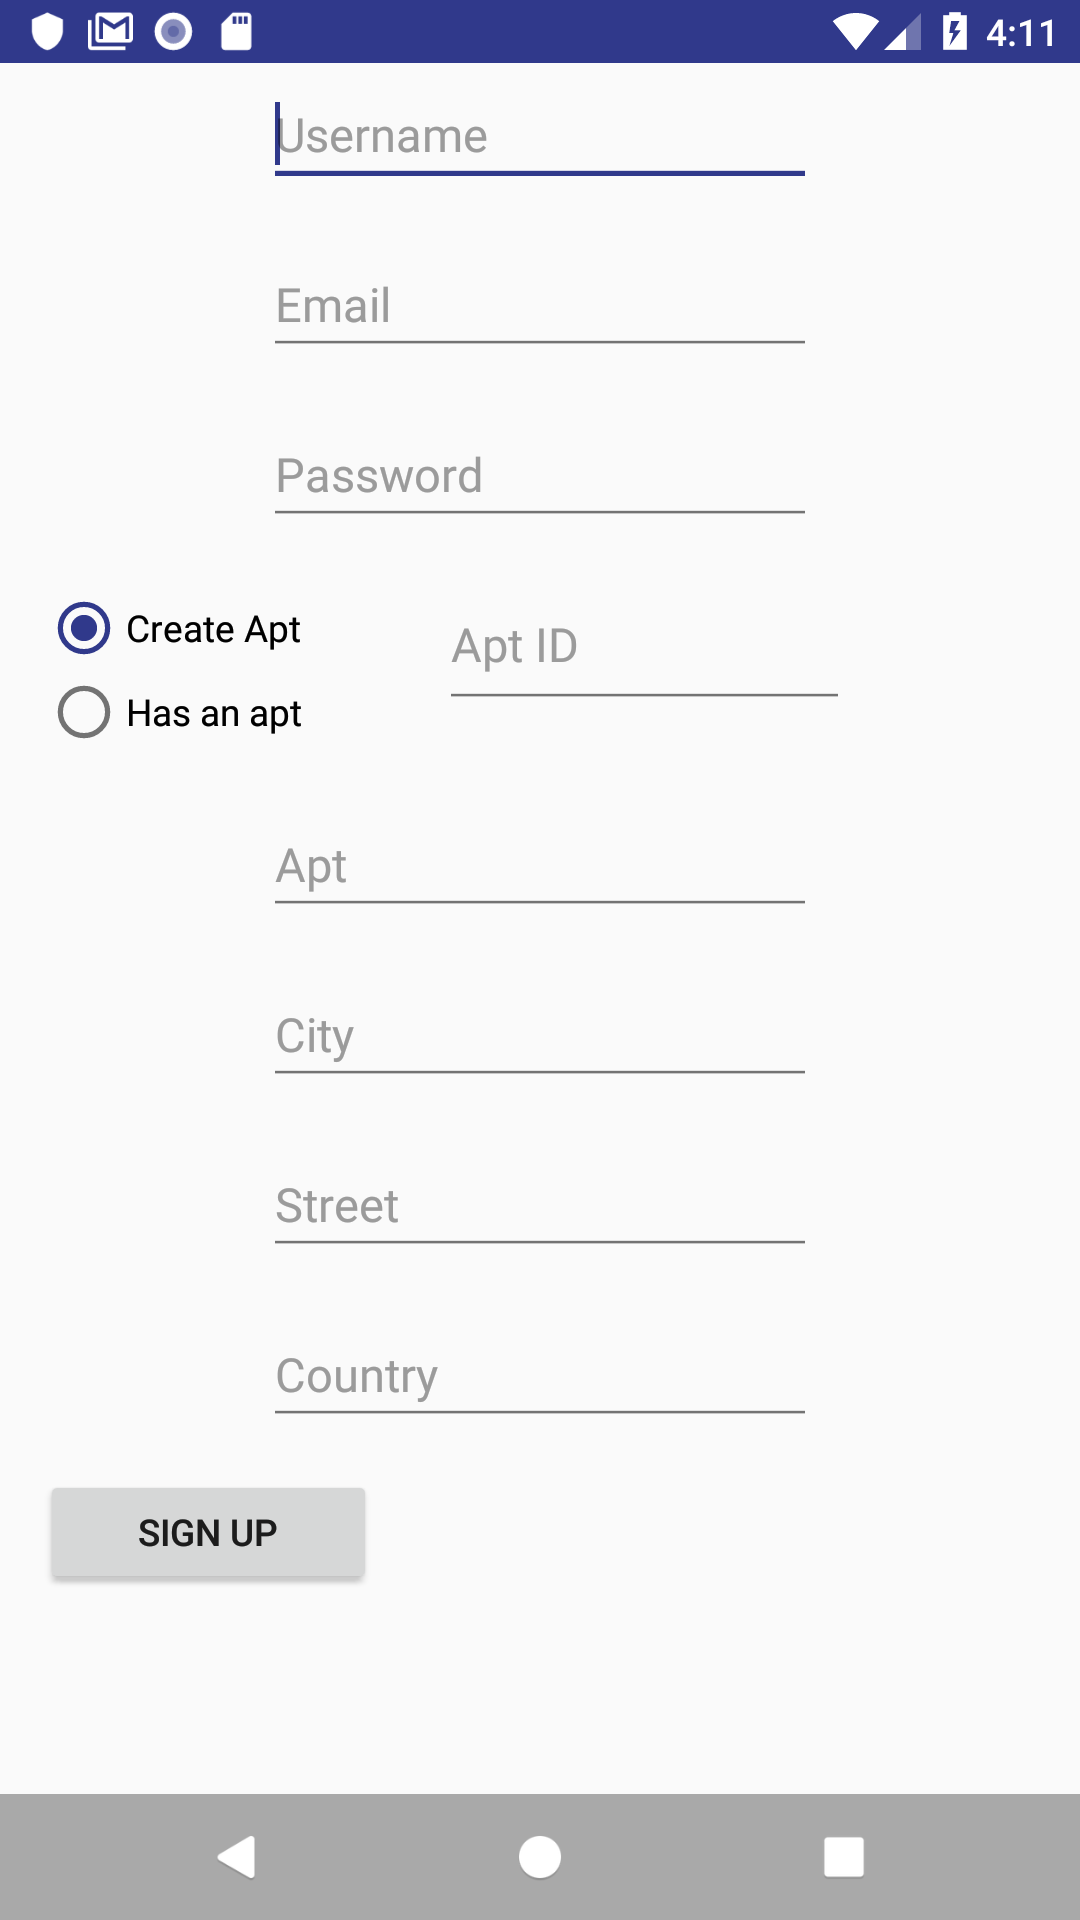 4:11
Username
Email
Password
Create Apt
Apt ID
Has an apt
Apt
City
Street
Country
SIGN UP